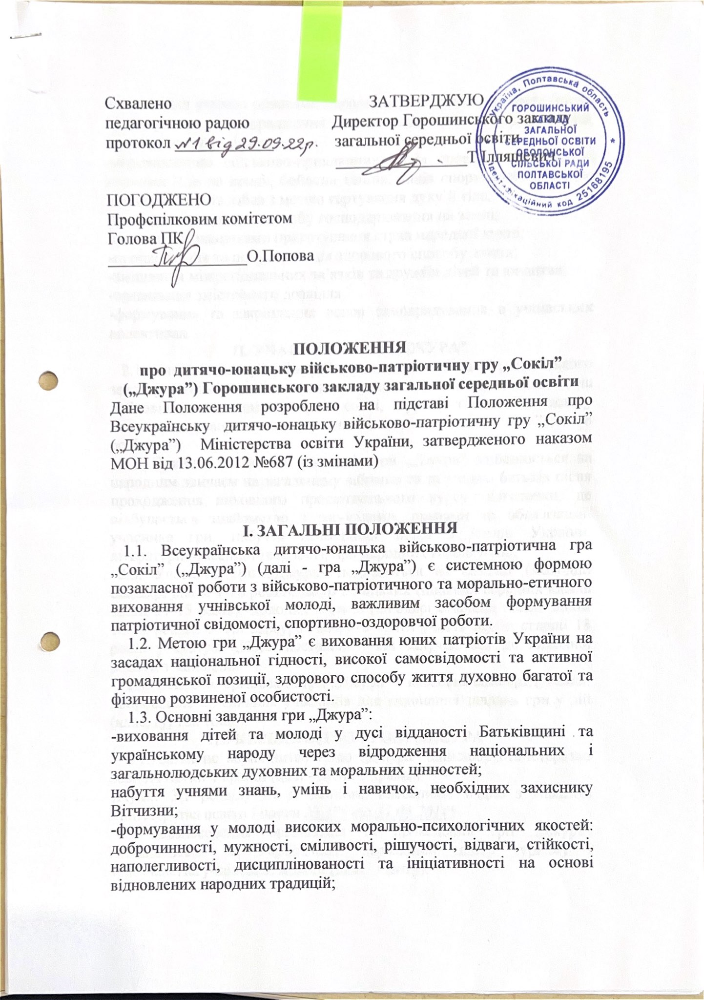 Схвалено
педагогічною радою
протокол №1 від 29.09.22р.
ЗАТВЕРДЖУЮ
Директор Горошинського закладу
загальної середньої освіти
Т.Ілляшевич
Україна, Полтавська область
ГОРОШИНСЬКИЙ
ЗАКЛАД
ЗАГАЛЬНОЇ
СЕРЕДНЬОЇ ОСВІТИ
ОБОЛОНСЬКОЇ
СІЛЬСЬКОЇ РАДИ
ПОЛТАВСЬКОЇ
ОБЛАСТІ
Ідентифікаційний код 25168195
ПОГОДЖЕНО
Профспілковим комітетом
Голова ПК
О.Попова
ПОЛОЖЕННЯ
про дитячо-юнацьку військово-патріотичну гру „Сокіл”
(„Джура”) Горошинського закладу загальної середньої освіти
Дане Положення розроблено на підставі Положення про
Всеукраїнську дитячо-юнацьку військово-патріотичну гру „Сокіл”
(„Джура”) Міністерства освіти України, затвердженого наказом
МОН від 13.06.2012 №687 (із змінами)
І. ЗАГАЛЬНІ ПОЛОЖЕННЯ
1.1. Всеукраїнська дитячо-юнацька військово-патріотична гра
„Сокіл” („Джура”) (далі - гра „Джура”) є системною формою
позакласної роботи з військово-патріотичного та морально-етичного
виховання учнівської молоді, важливим засобом формування
патріотичної свідомості, спортивно-оздоровчої роботи.
1.2. Метою гри „Джура” є виховання юних патріотів України на
засадах національної гідності, високої самосвідомості та активної
громадянської позиції, здорового способу життя духовно багатої та
фізично розвиненої особистості.
1.3. Основні завдання гри „Джура”:
-виховання дітей та молоді у дусі відданості Батьківщині та
українському народу через відродження національних і
загальнолюдських духовних та моральних цінностей;
набуття учнями знань, умінь і навичок, необхідних захиснику
Вітчизни;
-формування у молоді високих морально-психологічних якостей:
доброчинності, мужності, сміливості, рішучості, відваги, стійкості,
наполегливості, дисциплінованості та ініціативності на основі
відновлених народних традицій;